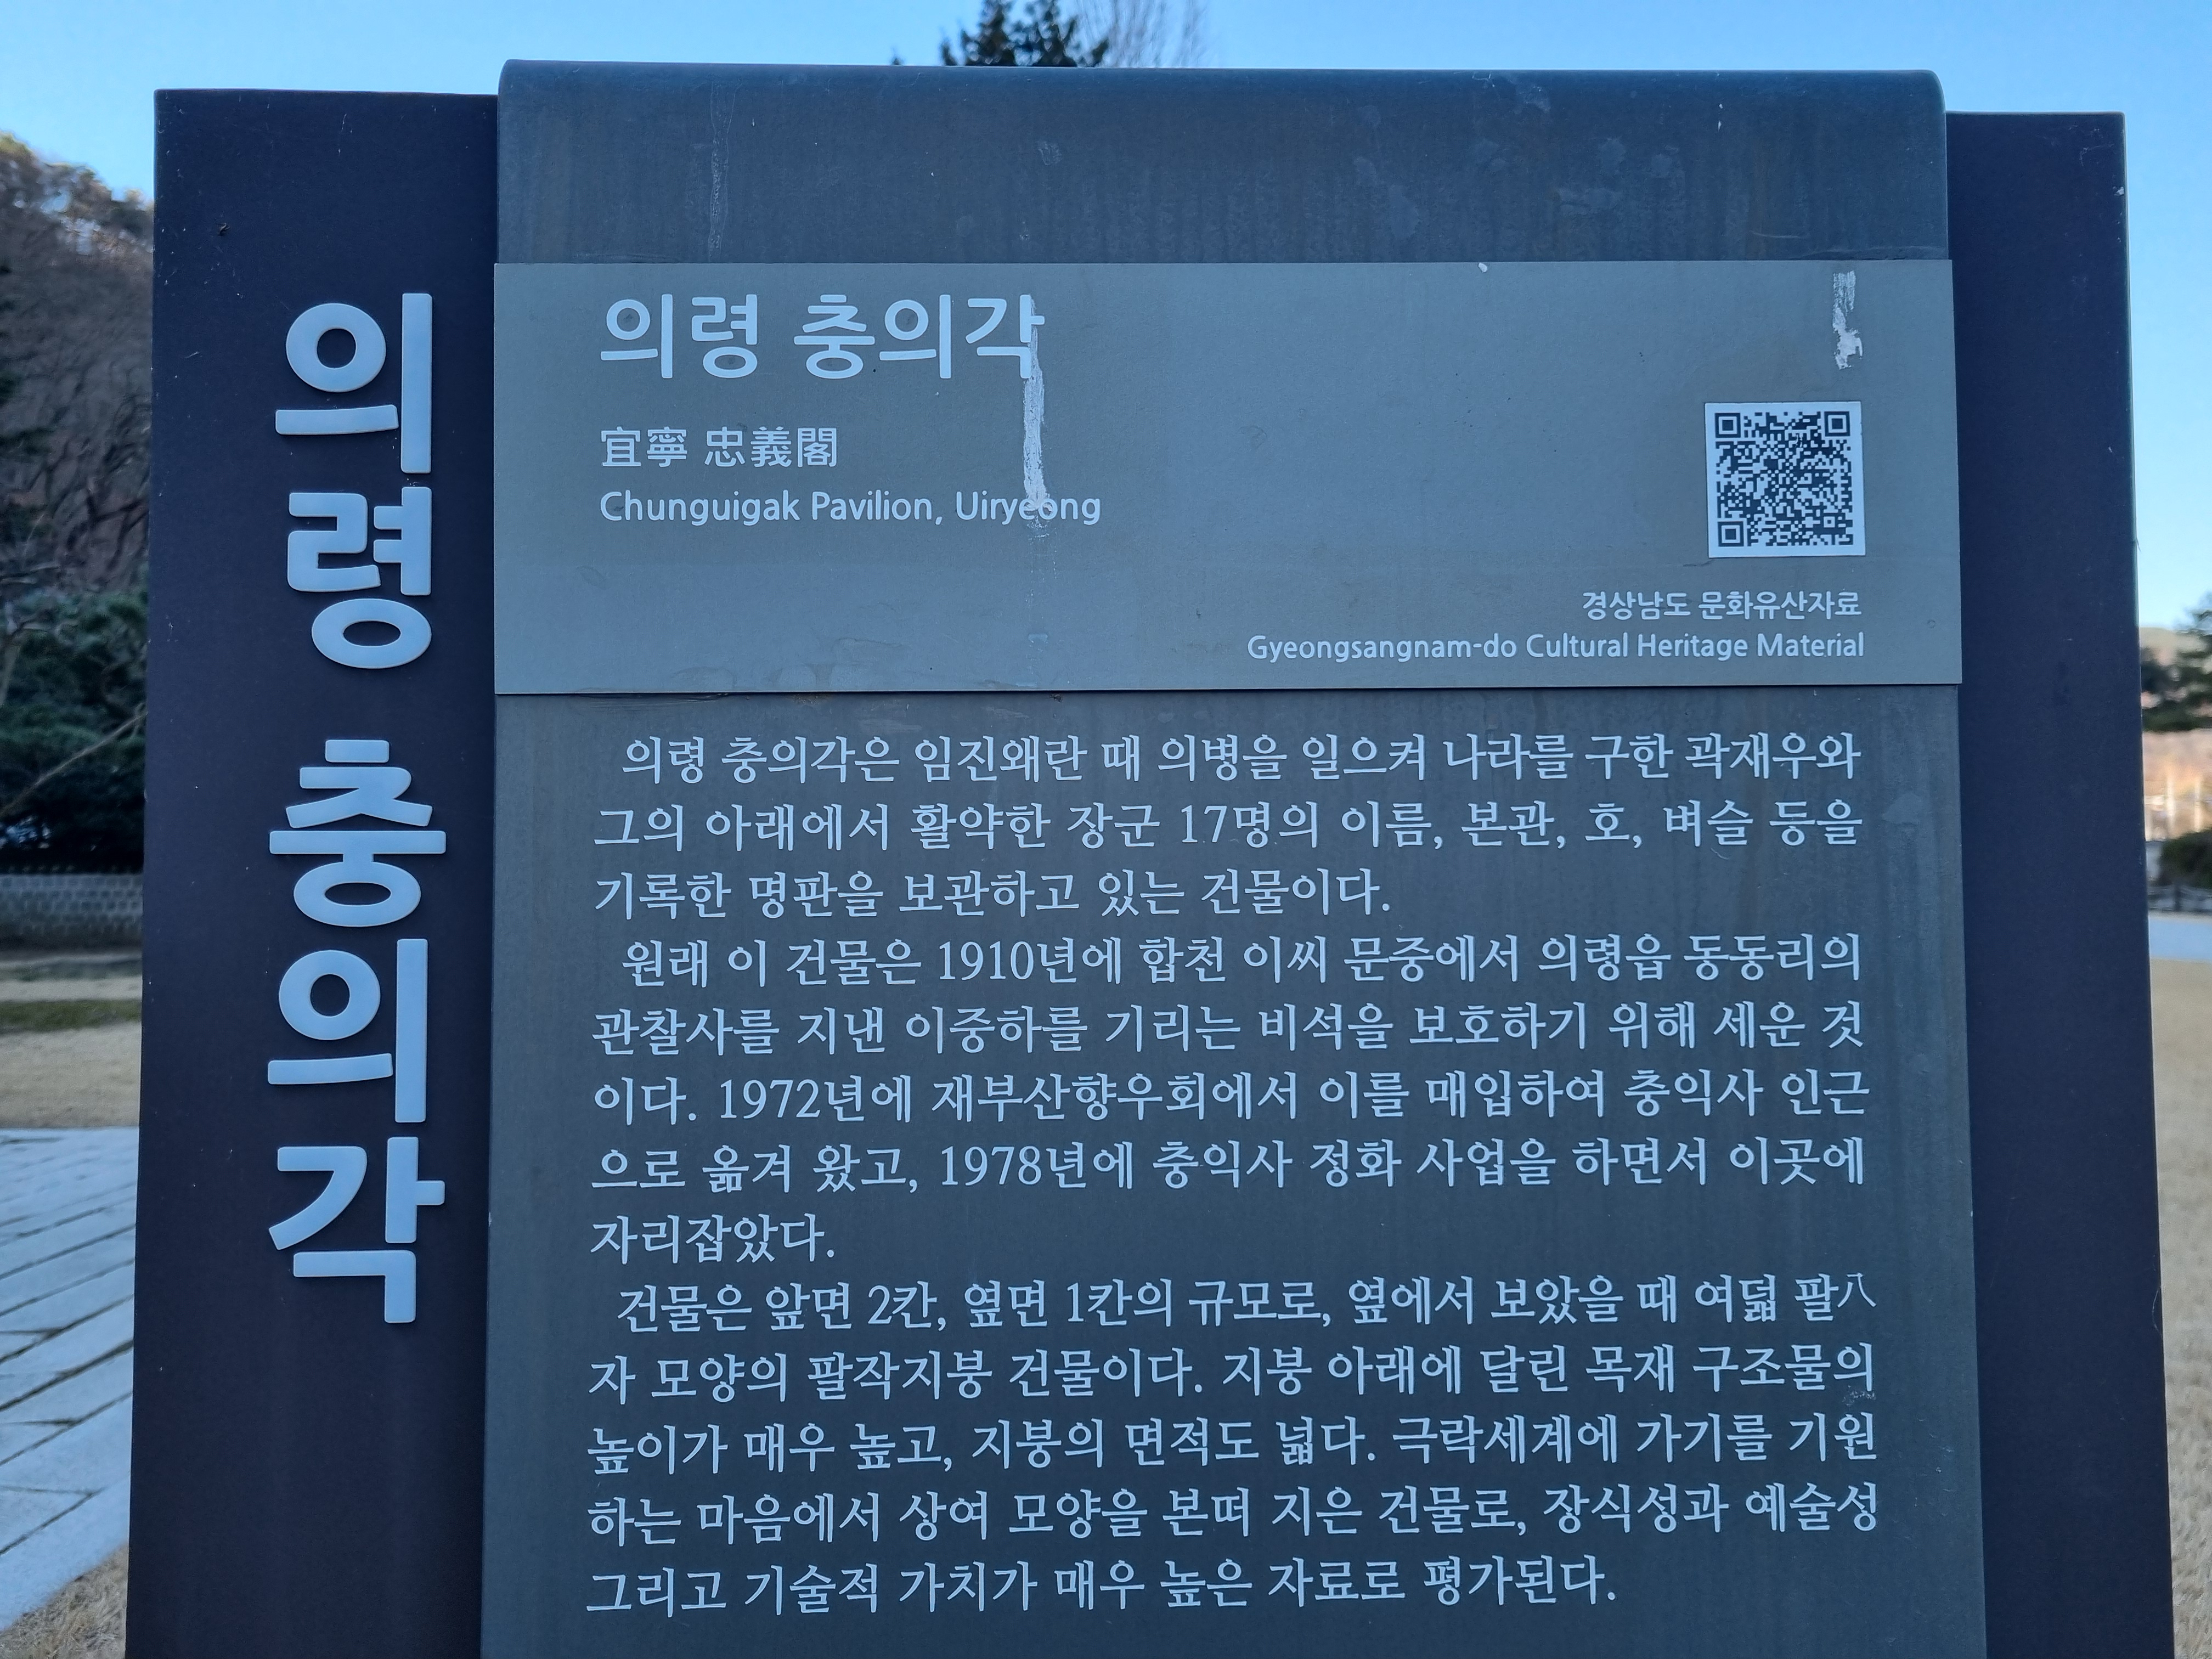 의령 충의각
의령 충의각
宜寧 忠義閣
Chunguigak Pavilion, Uiryeong
경상남도 문화유산자료
Gyeongsangnam-do Cultural Heritage Material
의령 충의각은 임진왜란 때 의병을 일으켜 나라를 구한 곽재우와
그의 아래에서 활약한 장군 17명의 이름, 본관, 호, 벼슬 등을
기록한 명판을 보관하고 있는 건물이다.
원래 이 건물은 1910년에 합천 이씨 문중에서 의령읍 동동리의
관찰사를 지낸 이중하를 기리는 비석을 보호하기 위해 세운 것
이다. 1972년에 재부산향우회에서 이를 매입하여 충익사 인근
으로 옮겨 왔고, 1978년에 충익사 정화 사업을 하면서 이곳에
자리잡았다.
건물은 앞면 2칸, 옆면 1칸의 규모로, 옆에서 보았을 때 여덟 팔八
자 모양의 팔작지붕 건물이다. 지붕 아래에 달린 목재 구조물의
높이가 매우 높고, 지붕의 면적도 넓다. 극락세계에 가기를 기원
하는 마음에서 상여 모양을 본떠 지은 건물로, 장식성과 예술성
그리고 기술적 가치가 매우 높은 자료로 평가된다.